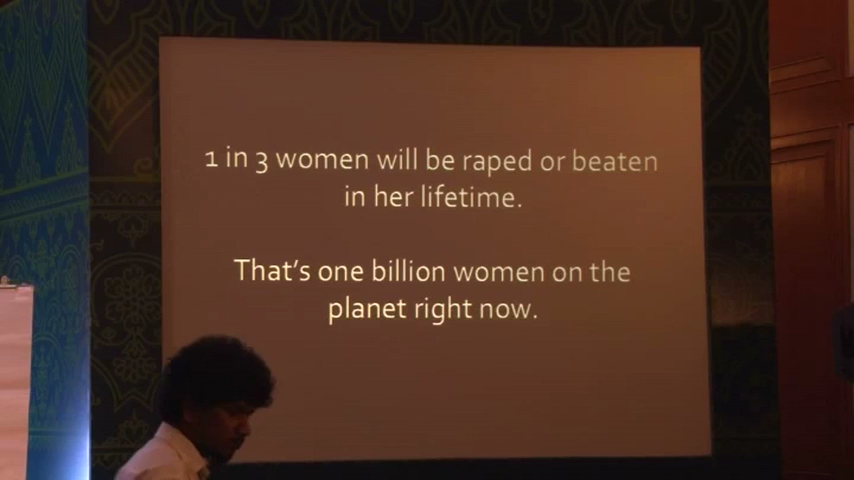 1 in 3 women will be raped or beaten
in her lifetime.
That's one billion women on the
planet right now.